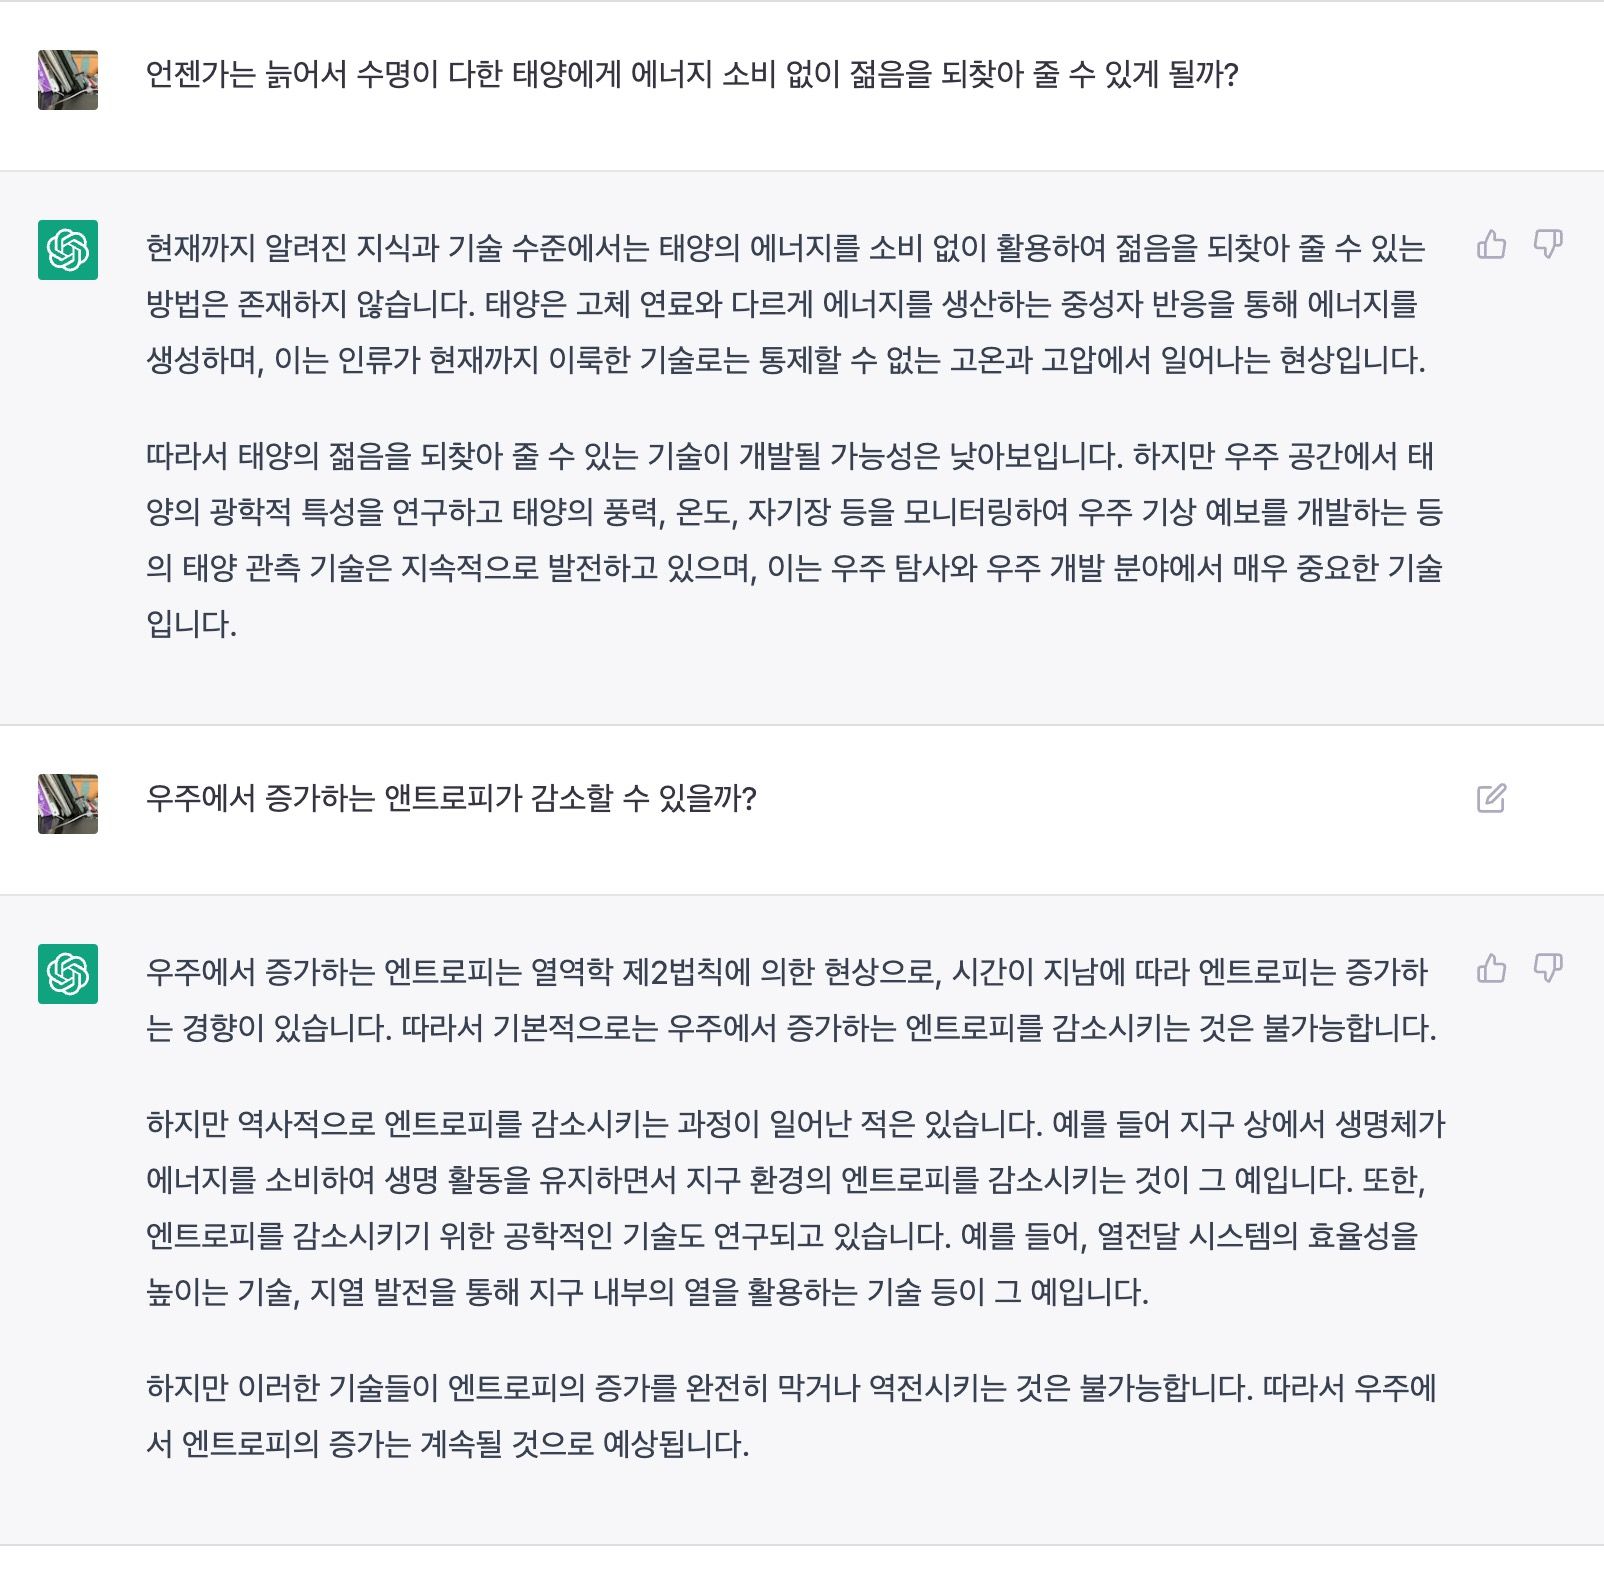 언젠가는 늙어서 수명이 다한 태양에게 에너지 소비 없이 젊음을 되찾아 줄 수 있게 될까?
현재까지 알려진 지식과 기술 수준에서는 태양의 에너지를 소비 없이 활용하여 젊음을 되찾아 줄 수 있는
방법은 존재하지 않습니다. 태양은 고체 연료와 다르게 에너지를 생산하는 중성자 반응을 통해 에너지를
생성하며, 이는 인류가 현재까지 이룩한 기술로는 통제할 수 없는 고온과 고압에서 일어나는 현상입니다.
따라서 태양의 젊음을 되찾아 줄 수 있는 기술이 개발될 가능성은 낮아보입니다. 하지만 우주 공간에서 태
양의 광학적 특성을 연구하고 태양의 풍력, 온도, 자기장 등을 모니터링하여 우주 기상 예보를 개발하는 등
의 태양 관측 기술은 지속적으로 발전하고 있으며, 이는 우주 탐사와 우주 개발 분야에서 매우 중요한 기술
입니다.
우주에서 증가하는 앤트로피가 감소할 수 있을까?
우주에서 증가하는 엔트로피는 열역학 제2법칙에 의한 현상으로, 시간이 지남에 따라 엔트로피는 증가하
는 경향이 있습니다. 따라서 기본적으로는 우주에서 증가하는 엔트로피를 감소시키는 것은 불가능합니다.
하지만 역사적으로 엔트로피를 감소시키는 과정이 일어난 적은 있습니다. 예를 들어 지구 상에서 생명체가
에너지를 소비하여 생명 활동을 유지하면서 지구 환경의 엔트로피를 감소시키는 것이 그 예입니다. 또한,
엔트로피를 감소시키기 위한 공학적인 기술도 연구되고 있습니다. 예를 들어, 열전달 시스템의 효율성을
높이는 기술, 지열 발전을 통해 지구 내부의 열을 활용하는 기술 등이 그 예입니다.
하지만 이러한 기술들이 엔트로피의 증가를 완전히 막거나 역전시키는 것은 불가능합니다. 따라서 우주에
서 엔트로피의 증가는 계속될 것으로 예상됩니다.